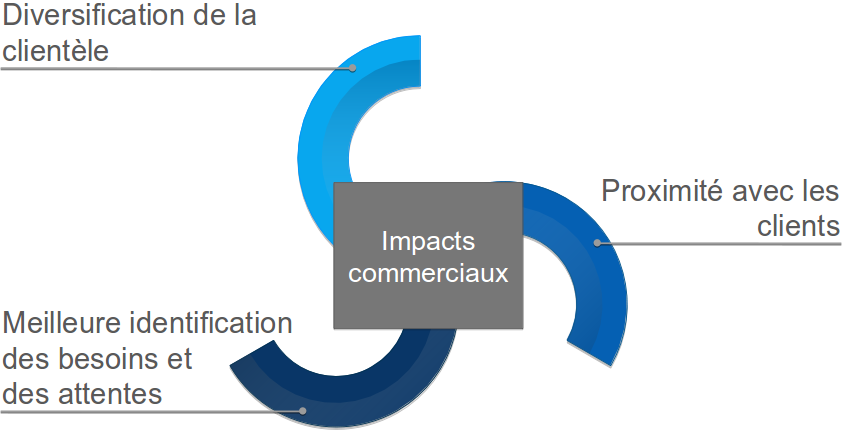 Diversification de la
clientèle
Proximité avec les
clients
Impacts
commerciaux
Meilleure identification
des besoins et
des attentes